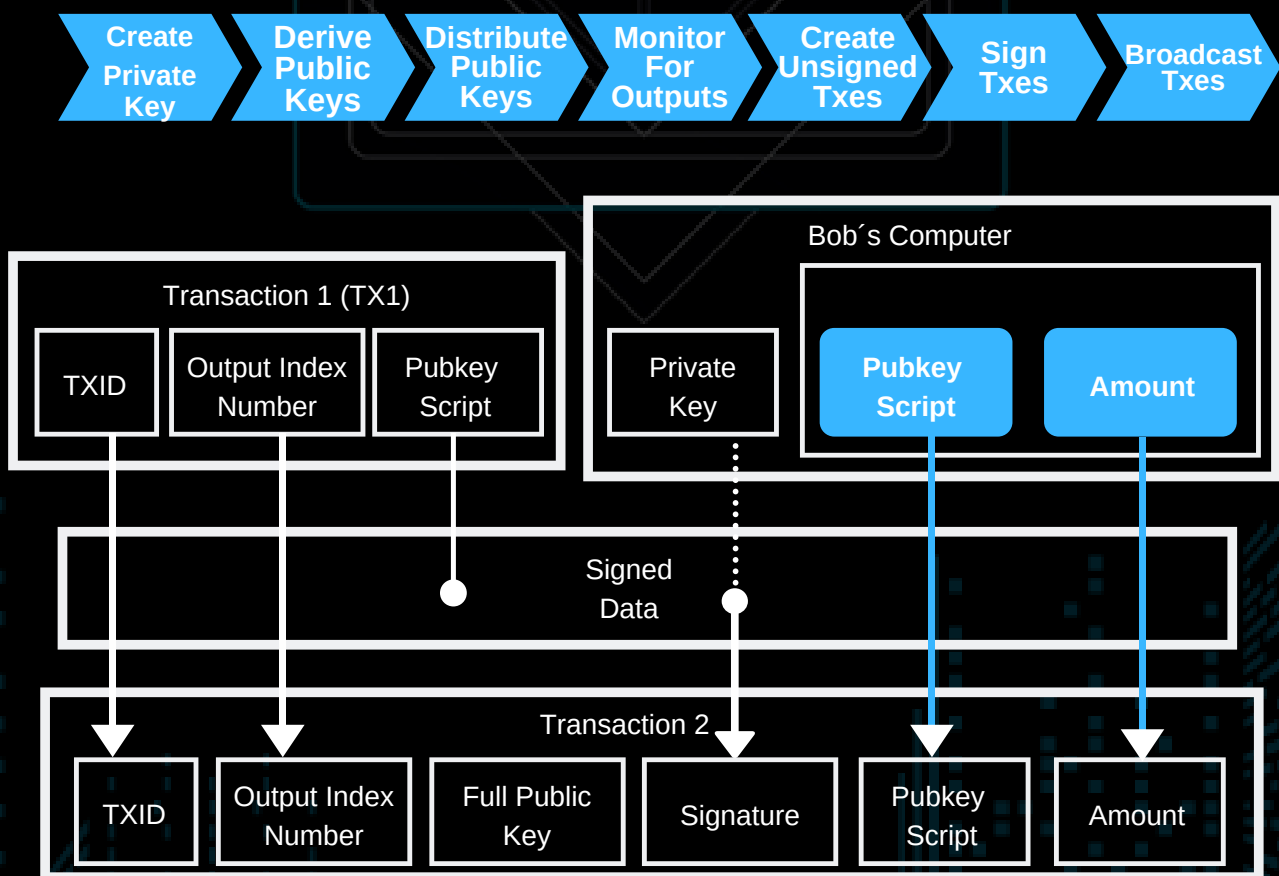 Create
Private
Key
Derive
Public
Keys
Distribute
Public
Keys
Monitor
For
Outputs
Create
Unsigned
Txes
Sign
Txes
Broadcast
Txes
Bob´s Computer
Transaction 1 (TX1)
TXID
Output Index
Number
Pubkey
Script
Private
Key
Pubkey
Script
Amount
Signed
Data
Transaction 2
TXID
Output Index
Number
Full Public
Key
Signature
Pubkey
Script
Amount